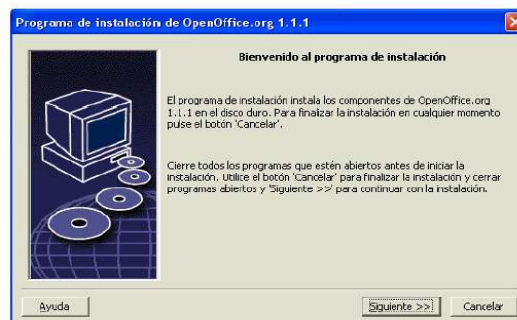 Programa de instalación de OpenOffice.org 1.1.1
Bienvenido al programa de instalación
El programa de instalación instala los componentes de OpenOffice.org
1.1.1 en el disco duro. Para finalizar la instalación en cualquier momento
pulse el botón 'Cancelar'.
Cierre todos los programas que estén abiertos antes de iniciar la
instalación. Utilice el botón 'Cancelar' para finalizar la instalación y cerrar
programas abiertos y 'Siguiente >>' para continuar con la instalación.
Ayuda
Siguiente >>
Cancelar